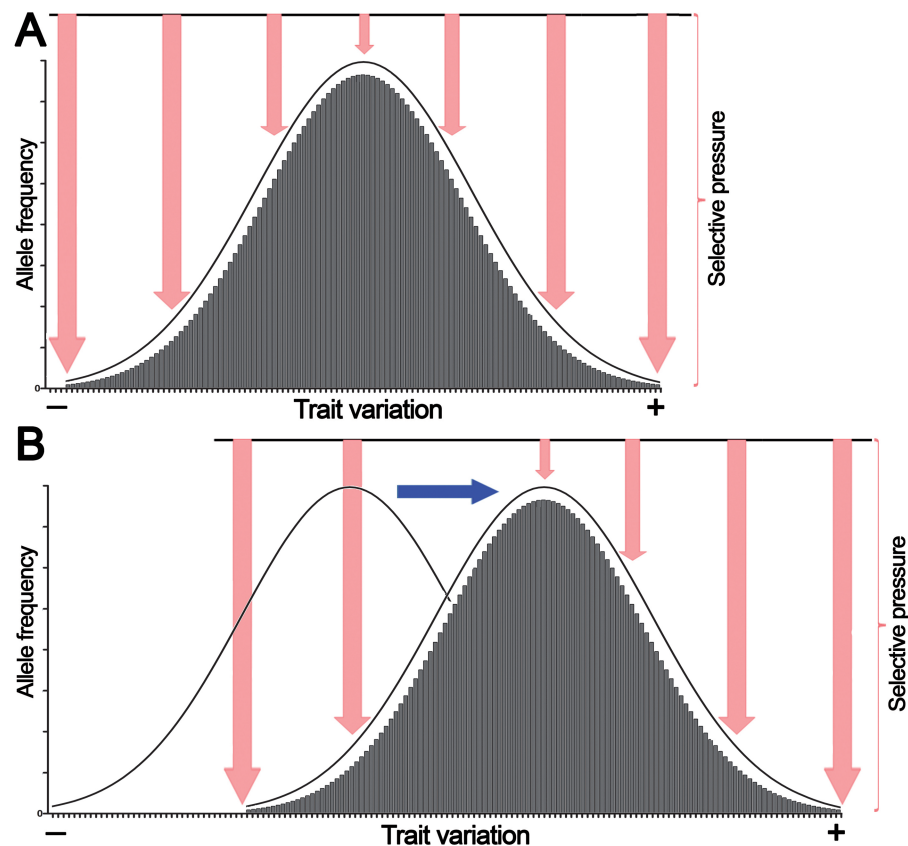 A
Allele frequency
Selective pressure
0
–
Trait variation
+
B
Allele frequency
Selective pressure
0
–
Trait variation
+